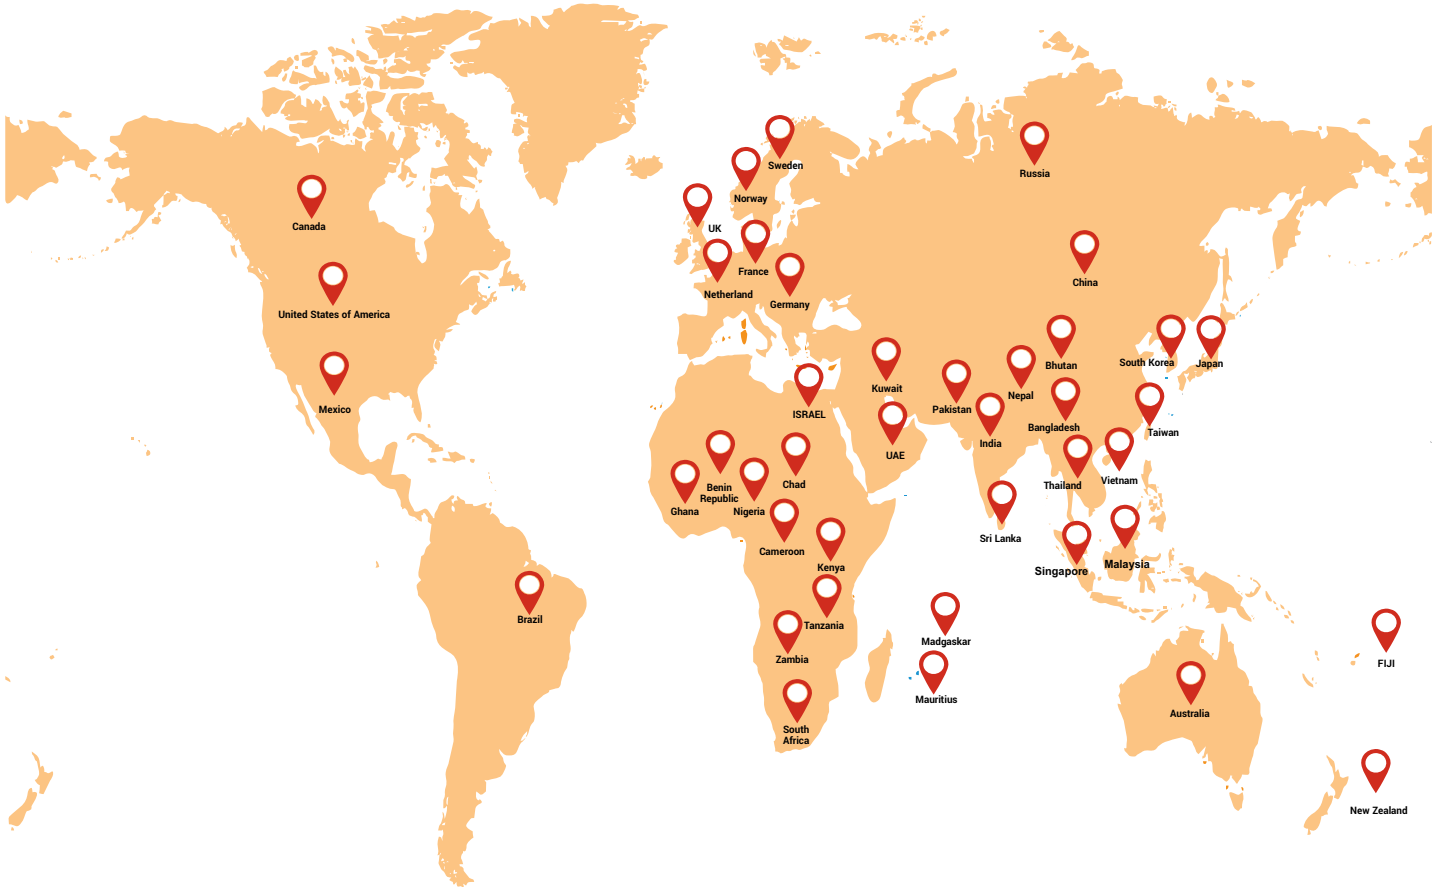 Sweden
Russia
Norway
Canada
UK
France
China
Netherland
Germany
United States of America
South Korea
Japan
Bhutan
Kuwait
Nepal
Mexico
Pakistan
ISRAEL
Bangladesh
Taiwan
India
UAE
Vietnam
Chad
Thailand
Benin
Republic
Ghana
Nigeria
Sri Lanka
Cameroon
Kenya
Malaysia
Singapore
Brazil
Tanzania
Madgaskar
Zambia
FIJI
Mauritius
Australia
South
Africa
New Zealand